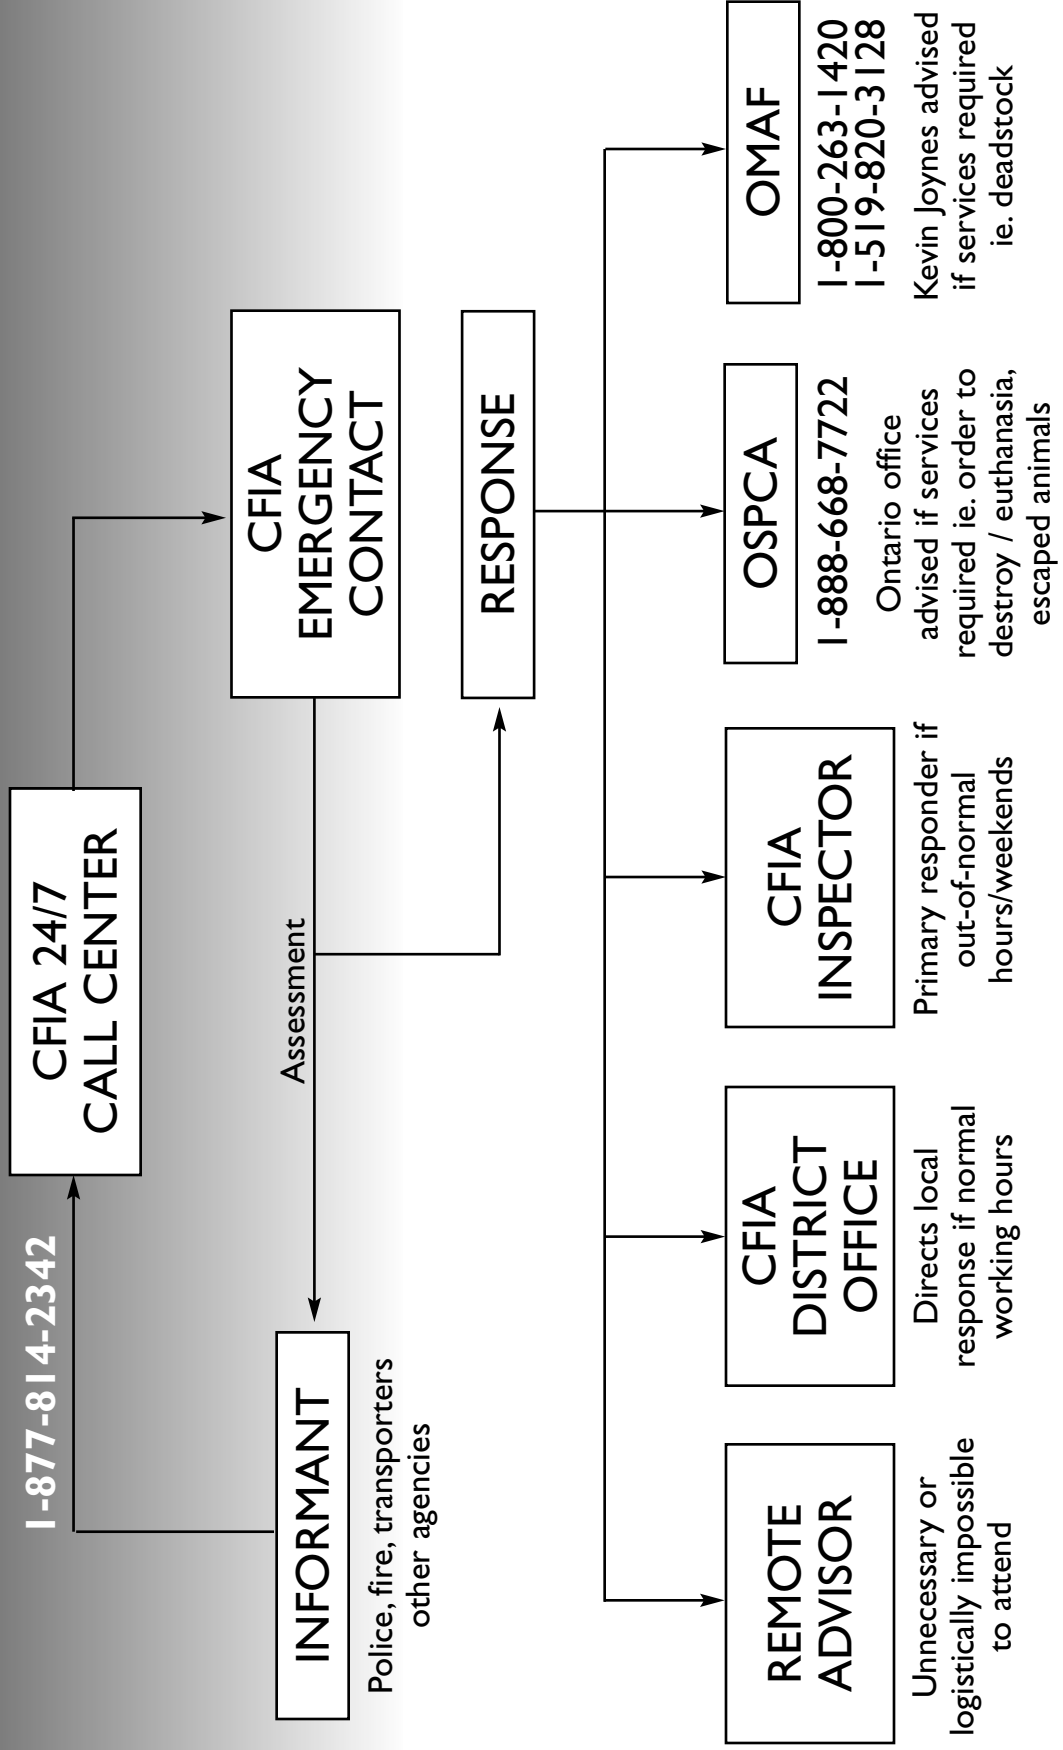 1-877-814-2342
CFIA 24/7
CALL CENTER
INFORMANT
Police, fire, transporters
other agencies
Assessment
CFIA
EMERGENCY
CONTACT
RESPONSE
REMOTE
ADVISOR
Unnecessary or
logistically impossible
to attend
CFIA
DISTRICT
OFFICE
Directs local
response if normal
working hours
CFIA
INSPECTOR
Primary responder if
out-of-normal
hours/weekends
OSPCA
1-888-668-7722
Ontario office
advised if services
required ie. order to
destroy / euthanasia,
escaped animals
OMAF
1-800-263-1420
1-519-820-3128
Kevin Joynes advised
if services required
ie. deadstock